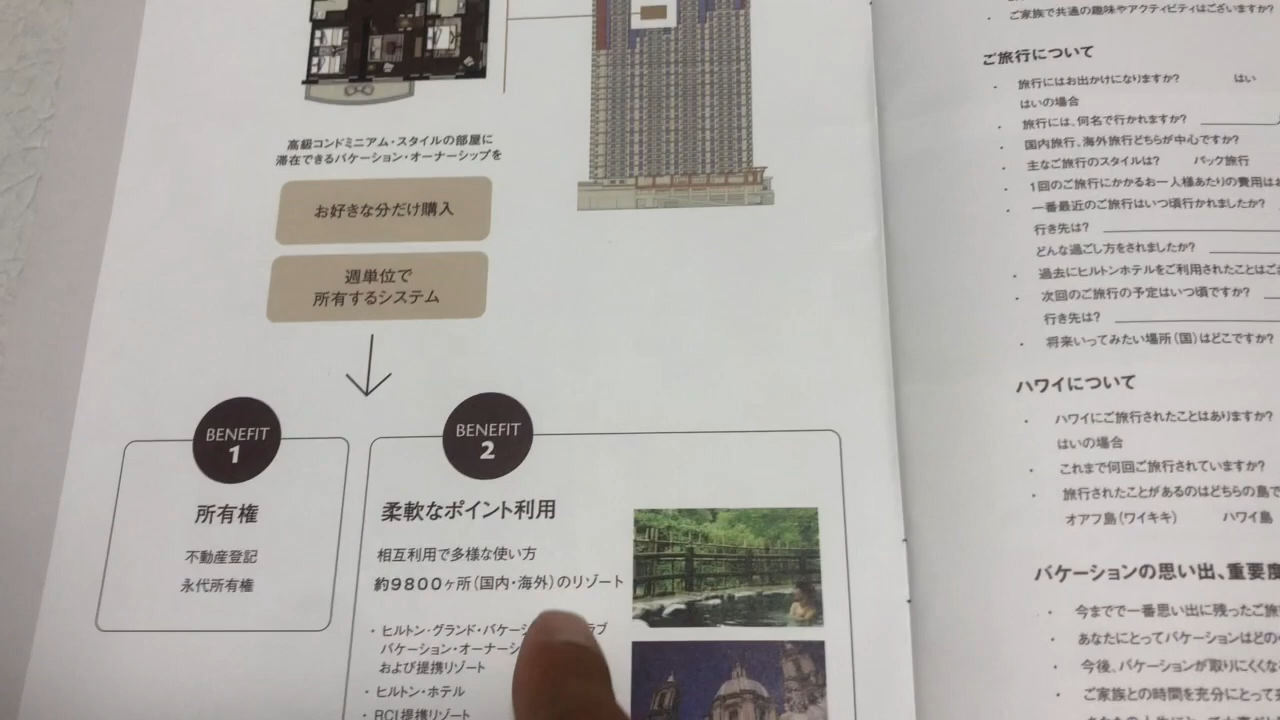 高級コンドミニアム・スタイルの部屋に
滞在できるバケーション・オーナーシップを
お好きな分だけ購入
週単位で
所有するシステム
BENEFIT
1
所有権
不動産登記
永代所有権
BENEFIT
2
柔軟なポイント利用
相互利用で多様な使い方
約9800ヶ所(国内・海外)のリゾート
・ヒルトン・グランド・バケーシ ラブ
バケーション・オーナーシ
および提携リゾート
・ヒルトン・ホテル
・RCI提携リゾート
・ご家族で共通の趣味やアクティビティはございますか?
ご旅行について
・旅行にはお出かけになりますか? はい
はいの場合
・旅行には、何名で行かれますか?
・国内旅行、海外旅行どちらが中心ですか?
・主なご旅行のスタイルは? パック旅行
・1回のご旅行にかかるお一人様あたりの費用は
・一番最近のご旅行はいつ頃行かれましたか?
行き先は?
どんな過ごし方をされましたか?
・過去にヒルトンホテルをご利用されたことはご
・次回のご旅行の予定はいつ頃ですか?
行き先は?
・将来いってみたい場所(国)はどこですか?
ハワイについて
・ハワイにご旅行されたことはありますか?
はいの場合
・これまで何回ご旅行されていますか?
・旅行されたことがあるのはどちらの島で
オアフ島(ワイキキ) ハワイ島
バケーションの思い出、重要度
・今までで一番思い出に残ったご旅
・あなたにとってバケーションはどの
・今後、バケーションが取りにくくな
・ご家族との時間を充分にとって